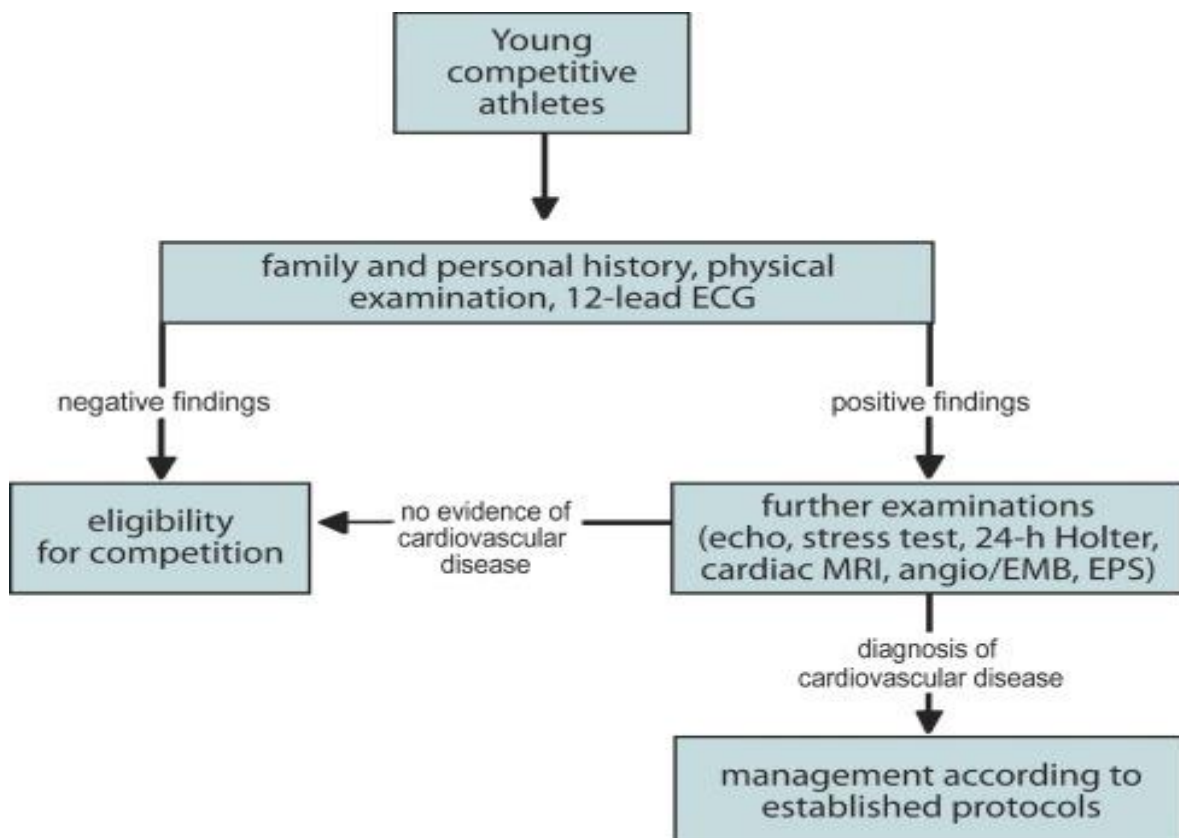 Young
competitive
athletes
family and personal history, physical
examination, 12-lead ECG
negative findings
positive findings
eligibility
for competition
no evidence of
cardiovascular
disease
further examinations
(echo, stress test, 24-h Holter,
cardiac MRI, angio/EMB, EPS)
diagnosis of
cardiovascular disease
management according to
established protocols